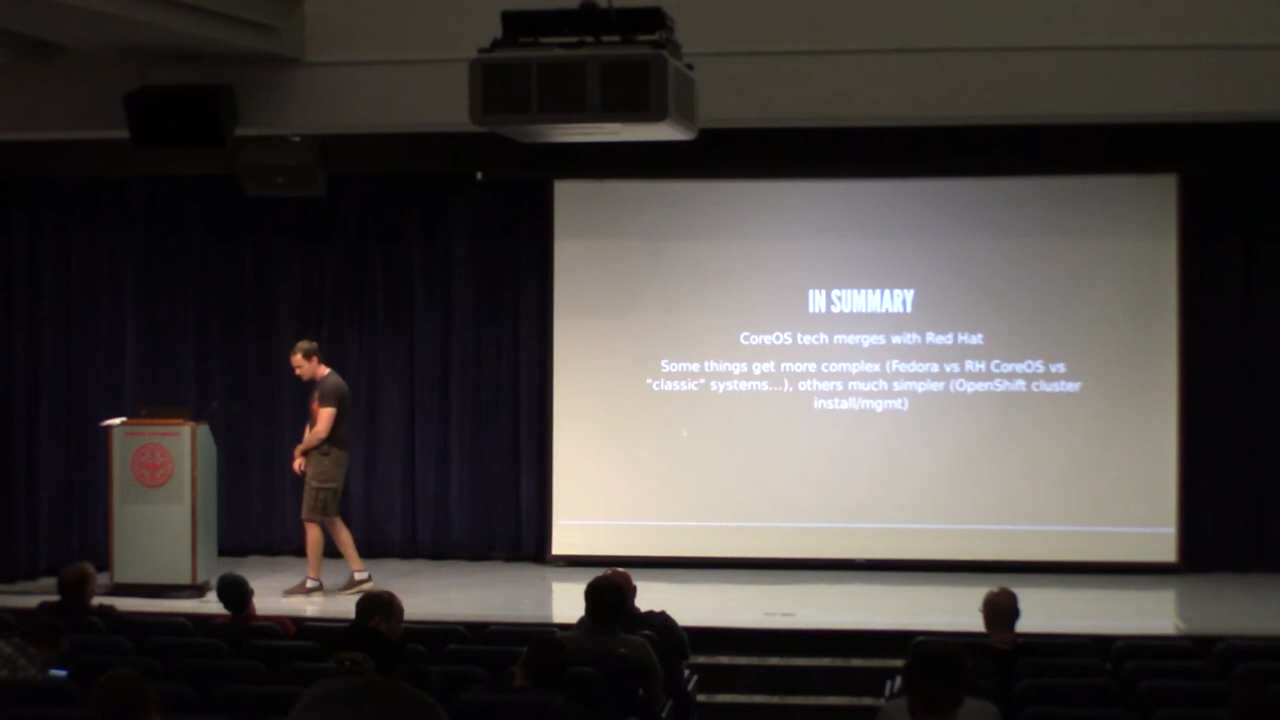 IN SUMMARY
CoreOS tech merges with Red Hat
Some things get more complex (Fedora vs RH CoreOS vs
"classic" systems...), others much simpler (OpenShift cluster
install/mgmt)